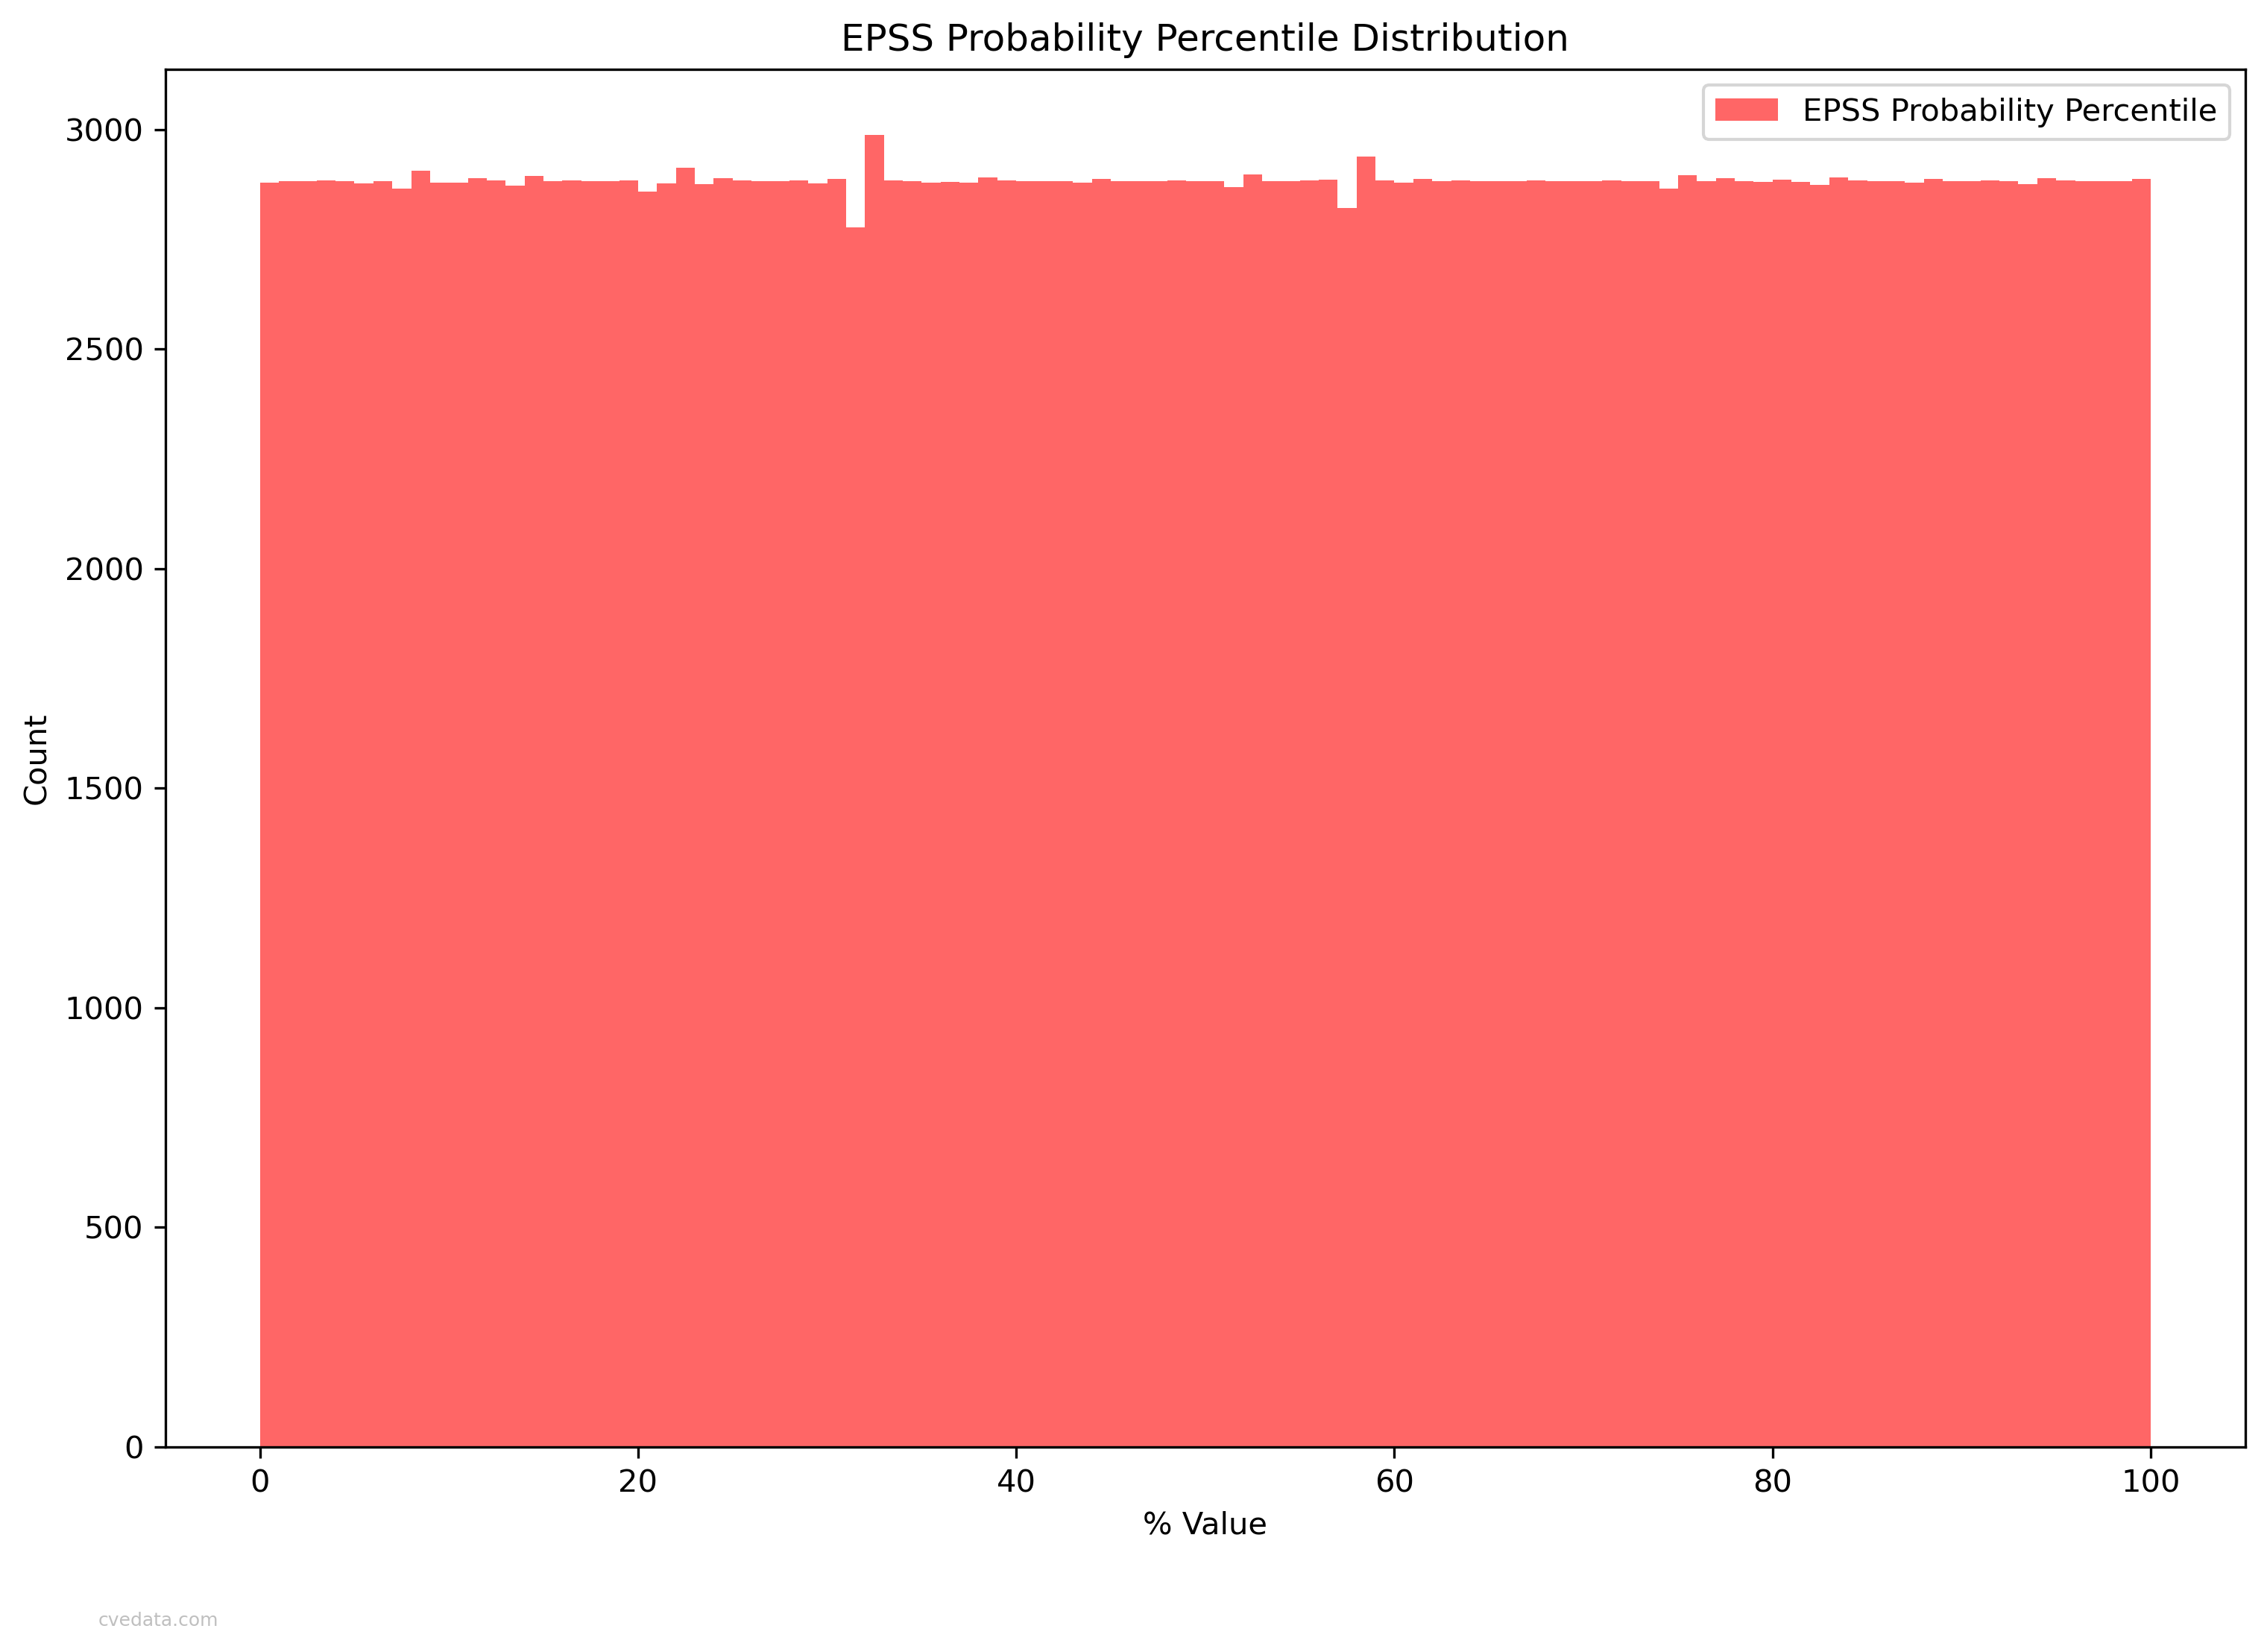 EPSS Probability Percentile Distribution
EPSS Probability Percentile
3000
2500
2000
1500
1000
500
0
Count
0 20 40 60 80 100
% Value
cvedata.com